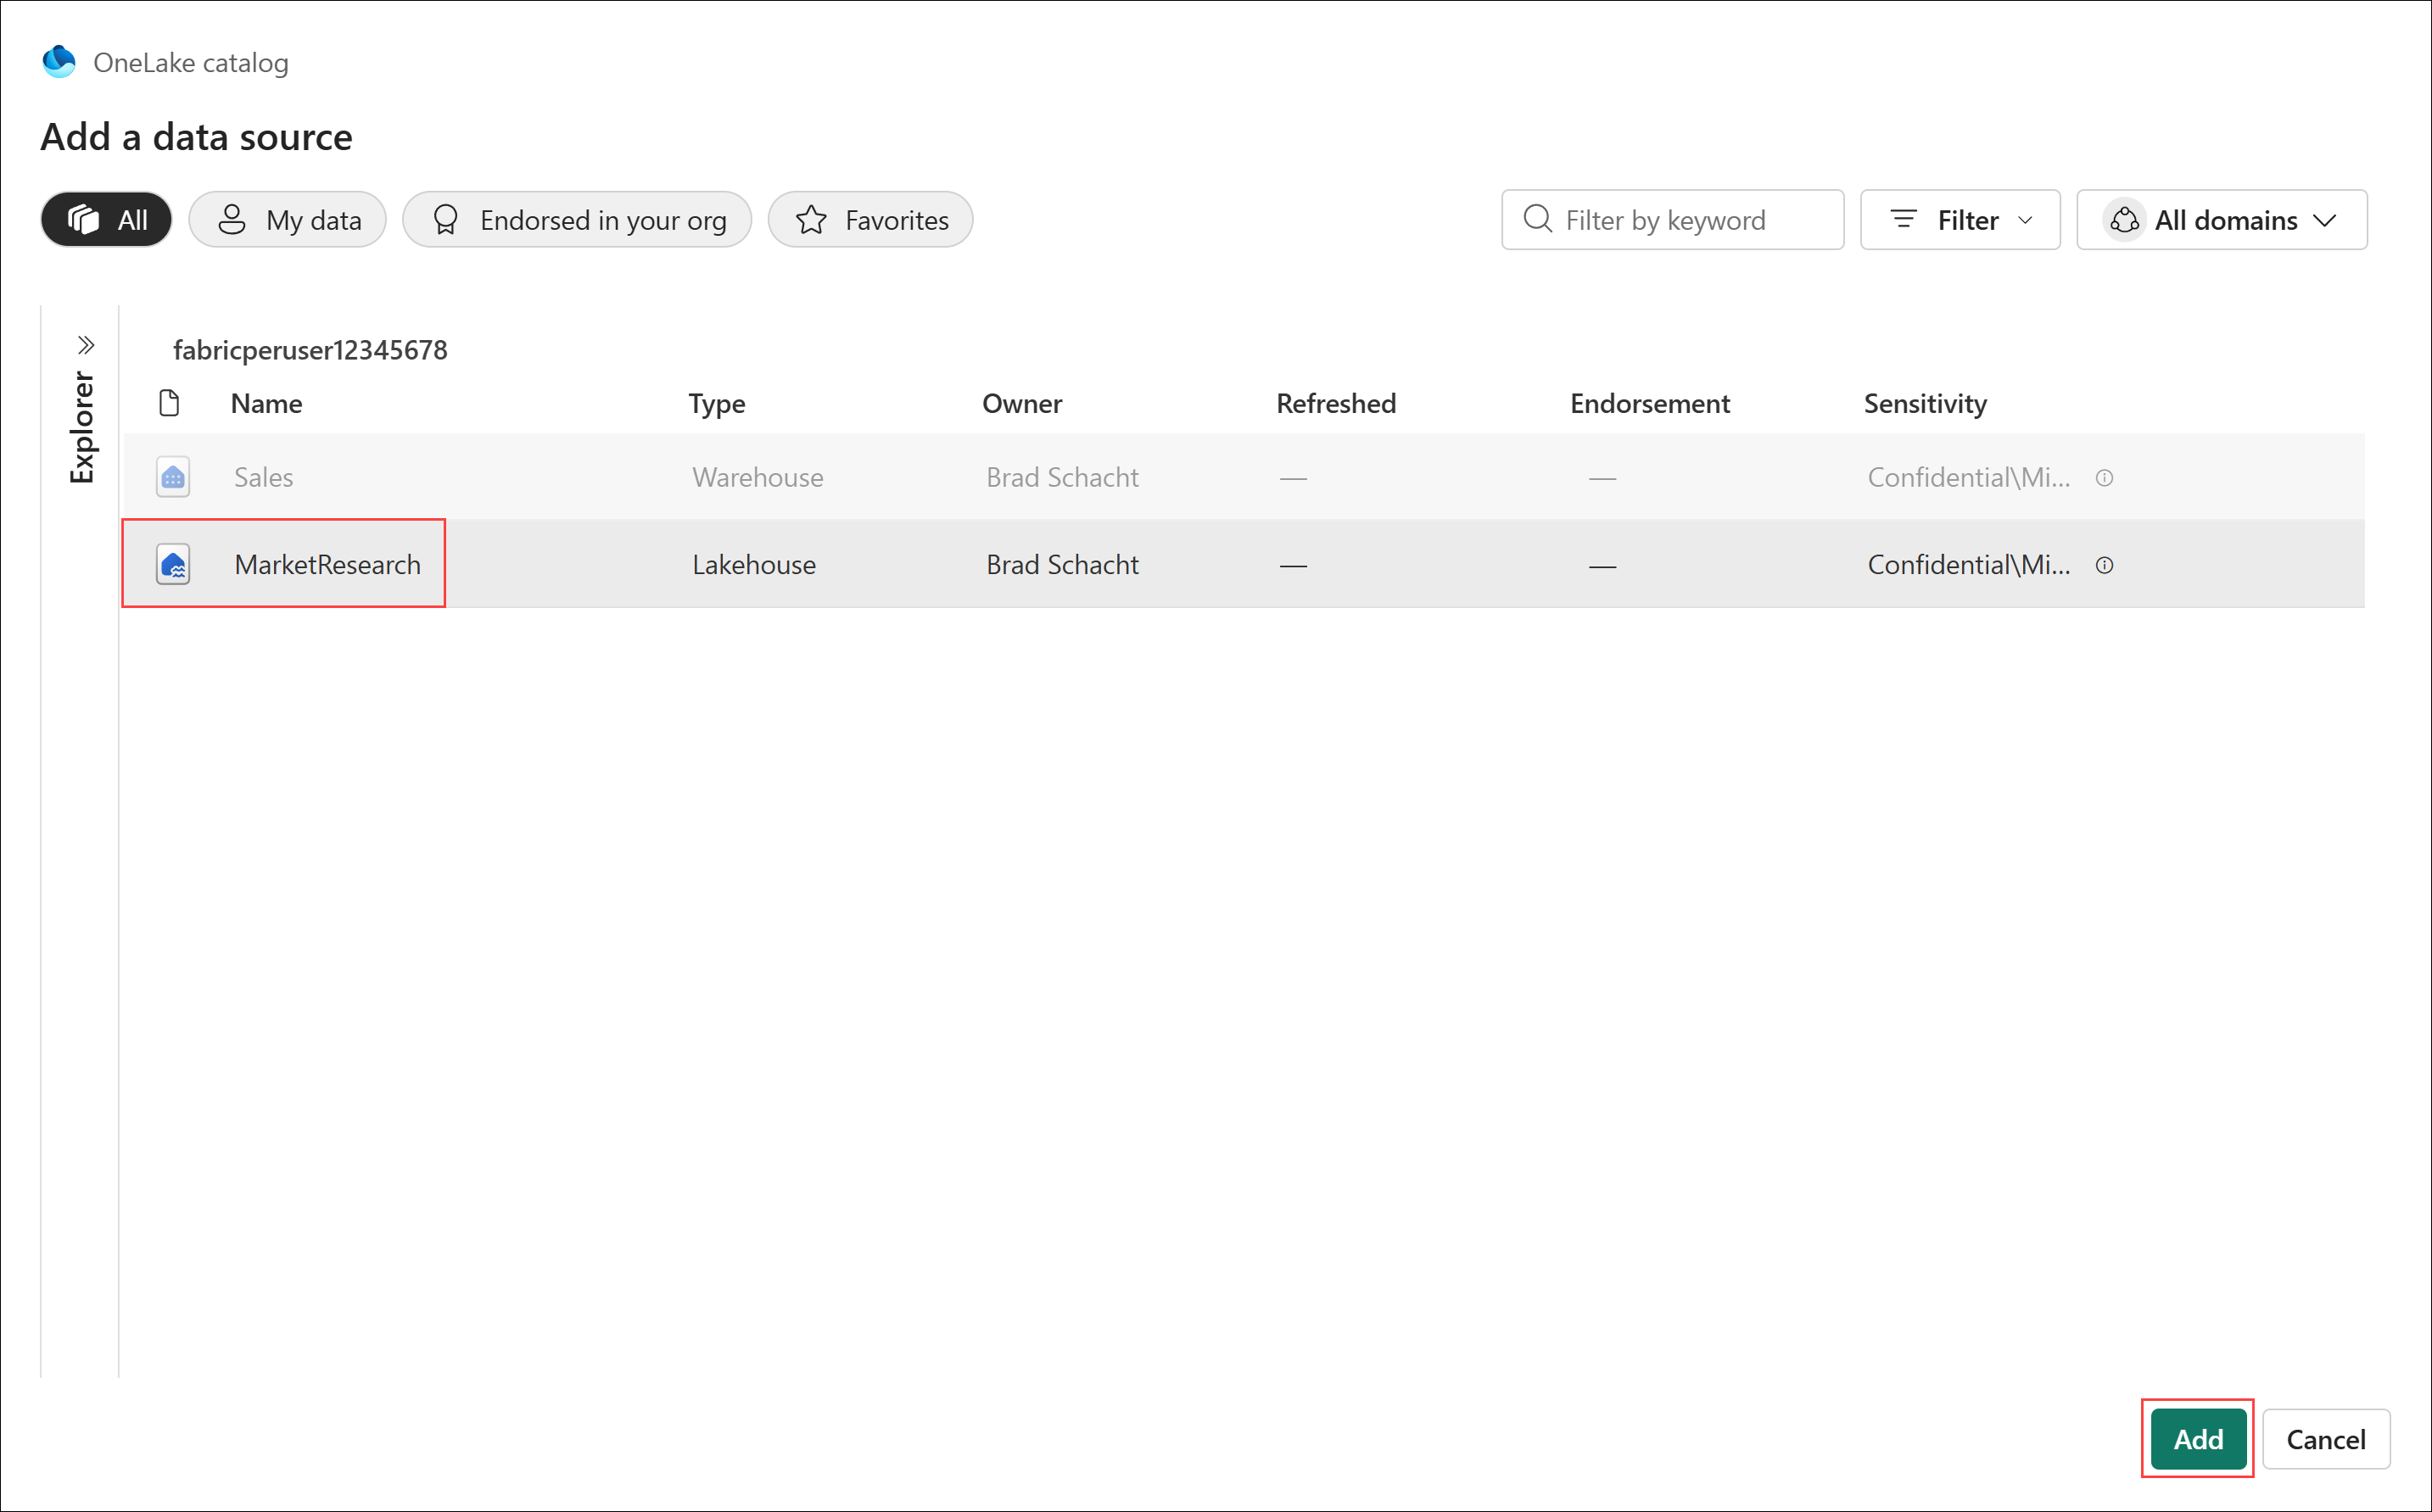 OneLake catalog
Add a data source
All My data Endorsed in your org Favorites Filter by keyword Filter All domains
Explorer
fabricperuser12345678
Name Type Owner Refreshed Endorsement Sensitivity
Sales Warehouse Brad Schacht — — Confidential\Mi...
MarketResearch Lakehouse Brad Schacht — — Confidential\Mi...
Add Cancel